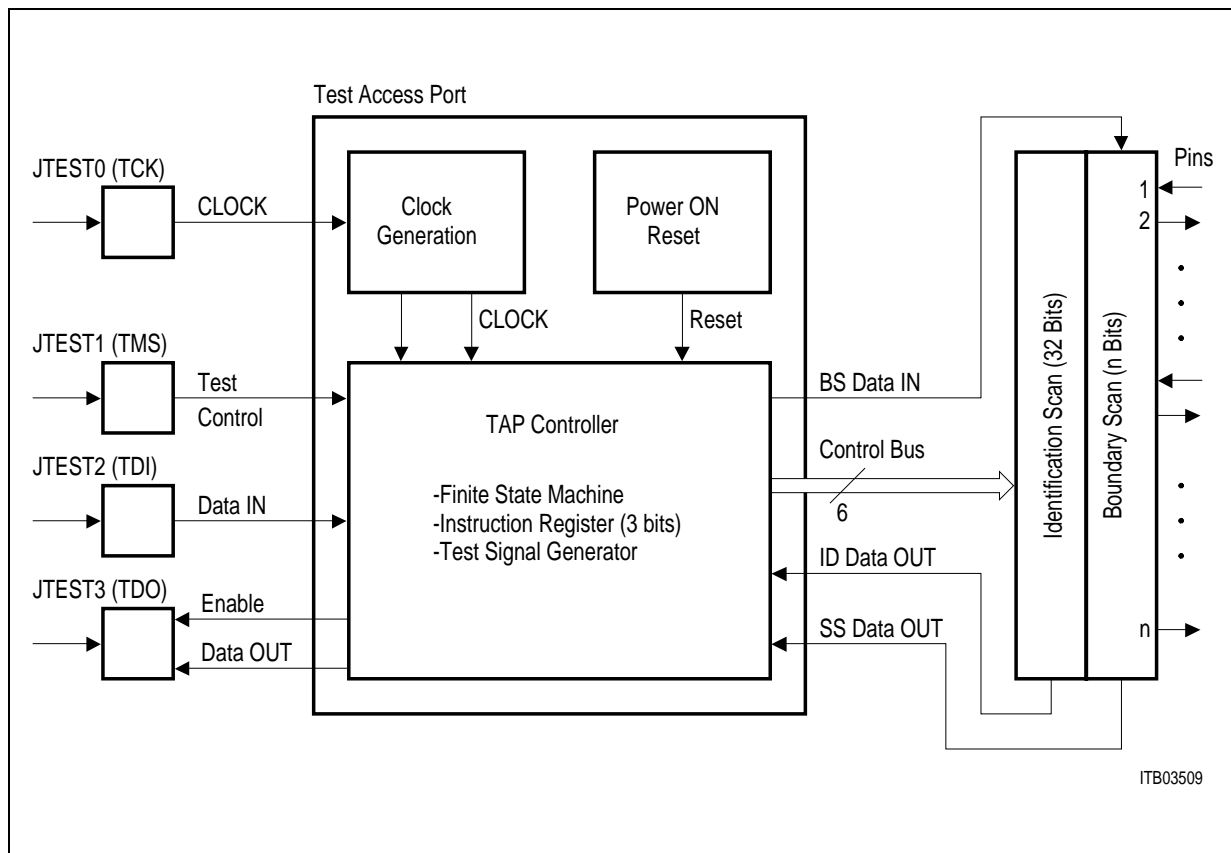 Test Access Port
JTEST0 (TCK)
CLOCK
Clock
Generation
Power ON
Reset
CLOCK
Reset
JTEST1 (TMS)
Test
Control
JTEST2 (TDI)
Data IN
JTEST3 (TDO)
Enable
Data OUT
TAP Controller
-Finite State Machine
-Instruction Register (3 bits)
-Test Signal Generator
BS Data IN
Control Bus
6
ID Data OUT
SS Data OUT
Identification Scan (32 Bits)
Boundary Scan (n Bits)
Pins
1
2
n
ITB03509